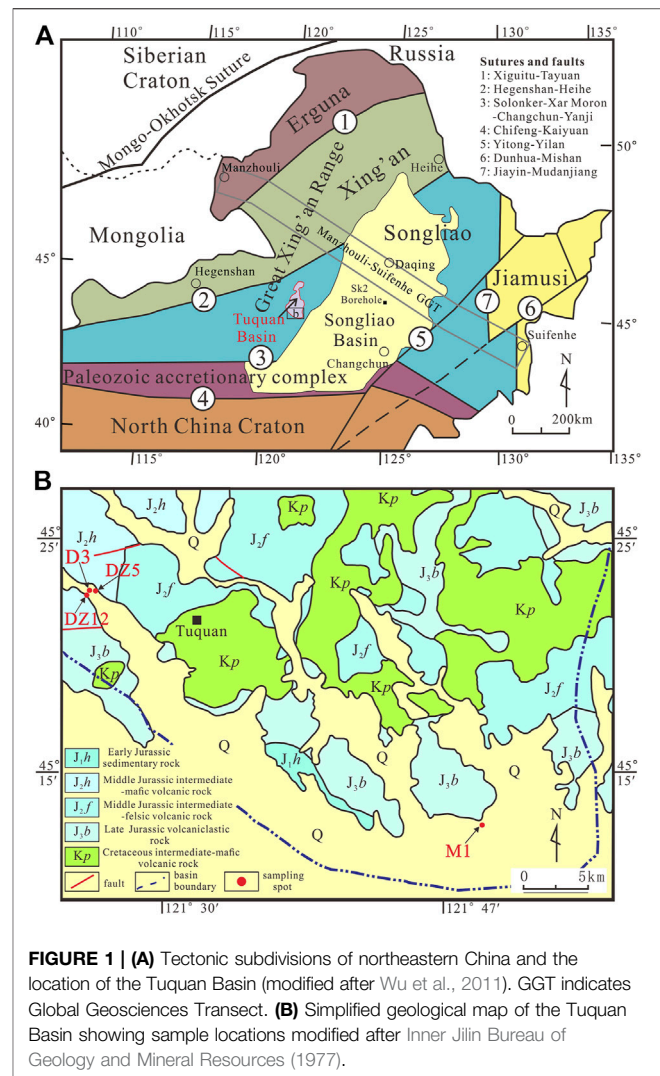 A
110°
115°
120°
125°
130°
135°
Siberian
Craton
Russia
Sutures and faults
1: Xiguitu-Tayuan
2: Hegenshan-Heihe
3: Solonker-Xar Moron
-Changchun-Yanji
4: Chifeng-Kaiyuan
5: Yitong-Yilan
6: Dunhua-Mishan
7: Jiayin-Mudanjiang
Mongo-Okhotsk Suture
Erguna
1
50°
Manzhouli
Great Xing'an Range
Xing'an
Heihe
Mongolia
Songliao
Manzhouli-Suifenhe GGT
45°
Hegenshan
Daqing
Jiamusi
2
Sk2
Borehole
7
6
b
Tuquan
Basin
Songliao
Basin
45°
Suifenhe
3
5
Changchun
N
Paleozoic accretionary complex
4
North China Craton
0 200km
40°
40°
115°
120°
125°
130°
135°
B
45°
25′
J₂h
Kp
Kp
J₃b
Q
45°
25′
J₂h
Q
J₂f
J₃b
D3
DZ5
Kp
Kp
J₂f
DZ12
Tuquan
J₃b
Kp
J₂f
Kp
Kp
J₂f
45°
15′
Q
Q
Q
J₃b
45°
15′
J₁h
J₃b
J₃b
Q
M1
N
J₁h Early Jurassic
sedimentary rock
J₂h Middle Jurassic intermediate
-mafic volcanic rock
J₂f Middle Jurassic intermediate
-felsic volcanic rock
J₃b Late Jurassic volcaniclastic
rock
Kp Cretaceous intermediate-mafic
volcanic rock
fault
basin
boundary
sampling
spot
0 5km
121° 30′
121° 47′
FIGURE 1 | (A) Tectonic subdivisions of northeastern China and the
location of the Tuquan Basin (modified after Wu et al., 2011). GGT indicates
Global Geosciences Transect. (B) Simplified geological map of the Tuquan
Basin showing sample locations modified after Inner Jilin Bureau of
Geology and Mineral Resources (1977).